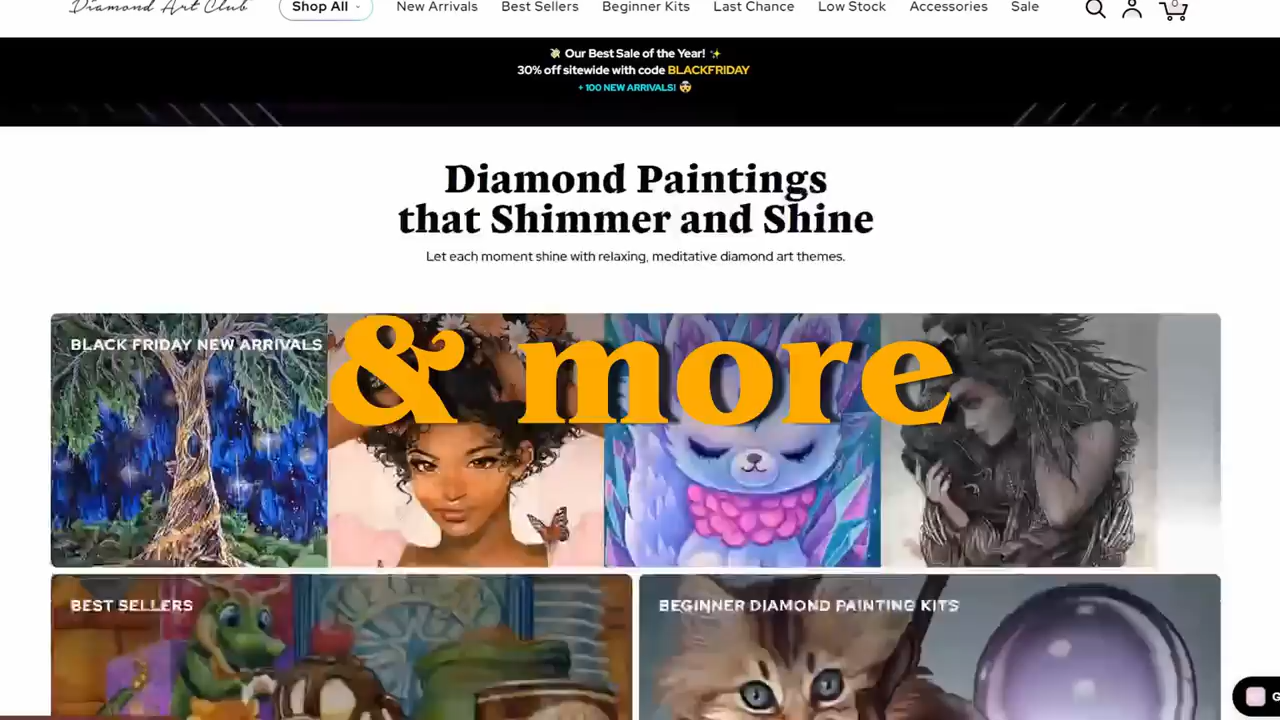 Diamond Art Club
Shop All
New Arrivals
Best Sellers
Beginner Kits
Last Chance
Low Stock
Accessories
Sale
0
Our Best Sale of the Year!
30% off sitewide with code BLACKFRIDAY
+ 100 NEW ARRIVALS!
Diamond Paintings
that Shimmer and Shine
Let each moment shine with relaxing, meditative diamond art themes.
BLACK FRIDAY NEW ARRIVALS
& more
BEST SELLERS
BEGINNER DIAMOND PAINTING KITS